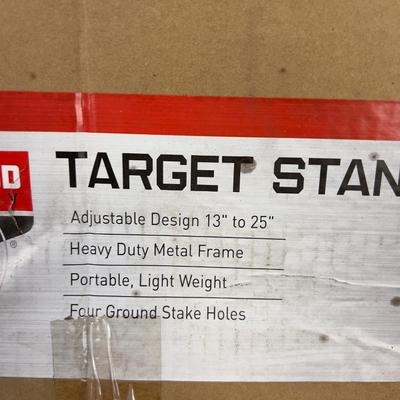 TARGET STAN
Adjustable Design 13" to 25"
Heavy Duty Metal Frame
Portable, Light Weight
Four Ground Stake Holes
®